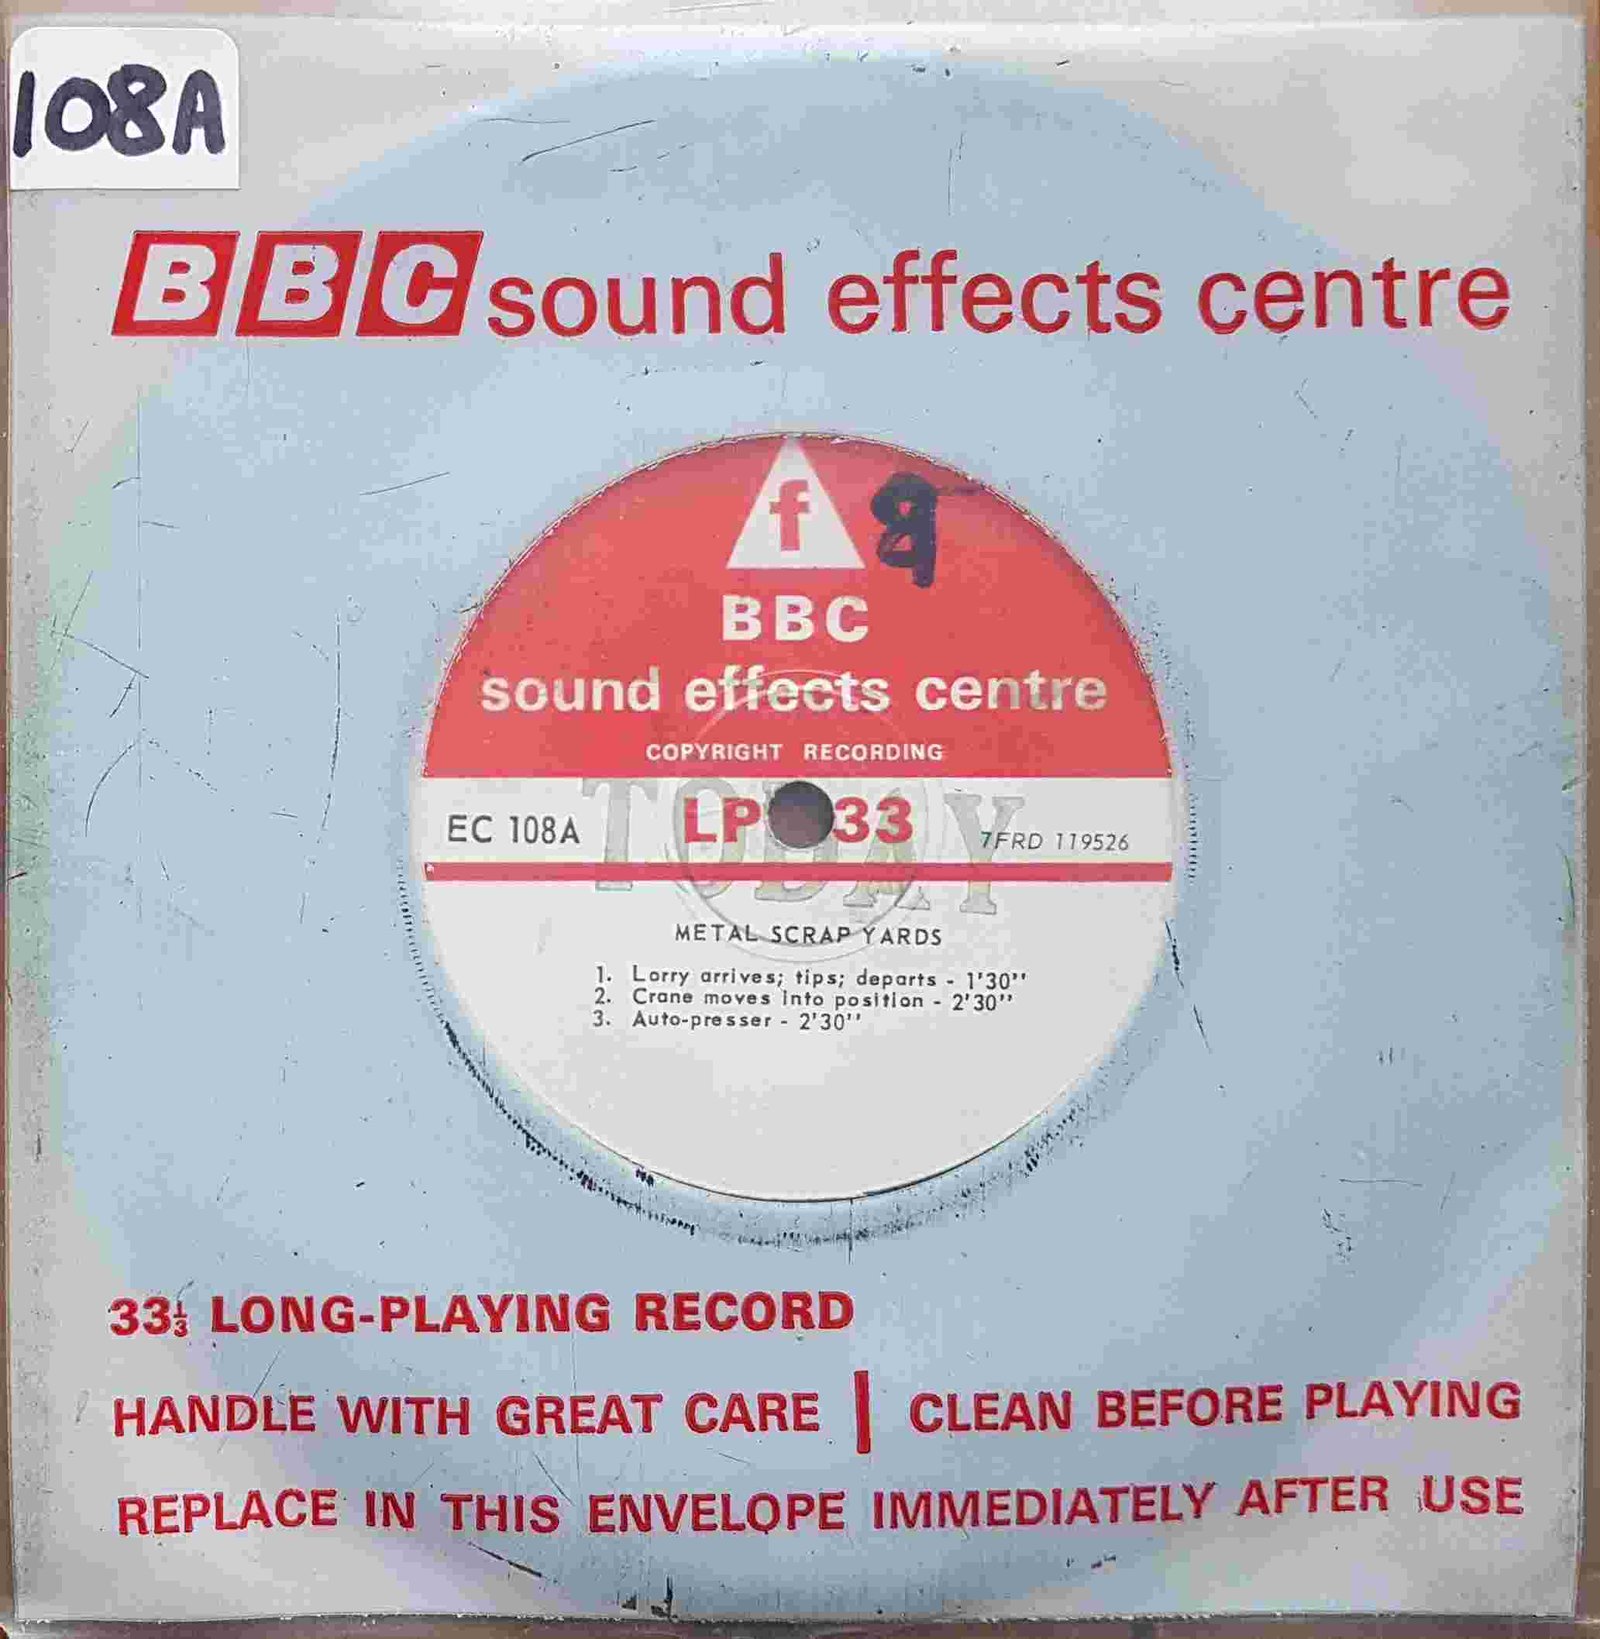 108A
BBC sound effects centre
f
BBC
sound effects centre
COPYRIGHT RECORDING
EC 108A LP 33 7FRD 119526
TODAY
METAL SCRAP YARDS
1. Lorry arrives; tips; departs - 1'30''
2. Crane moves into position - 2'30''
3. Auto-presser - 2'30''
33⅓ LONG-PLAYING RECORD
HANDLE WITH GREAT CARE | CLEAN BEFORE PLAYING
REPLACE IN THIS ENVELOPE IMMEDIATELY AFTER USE